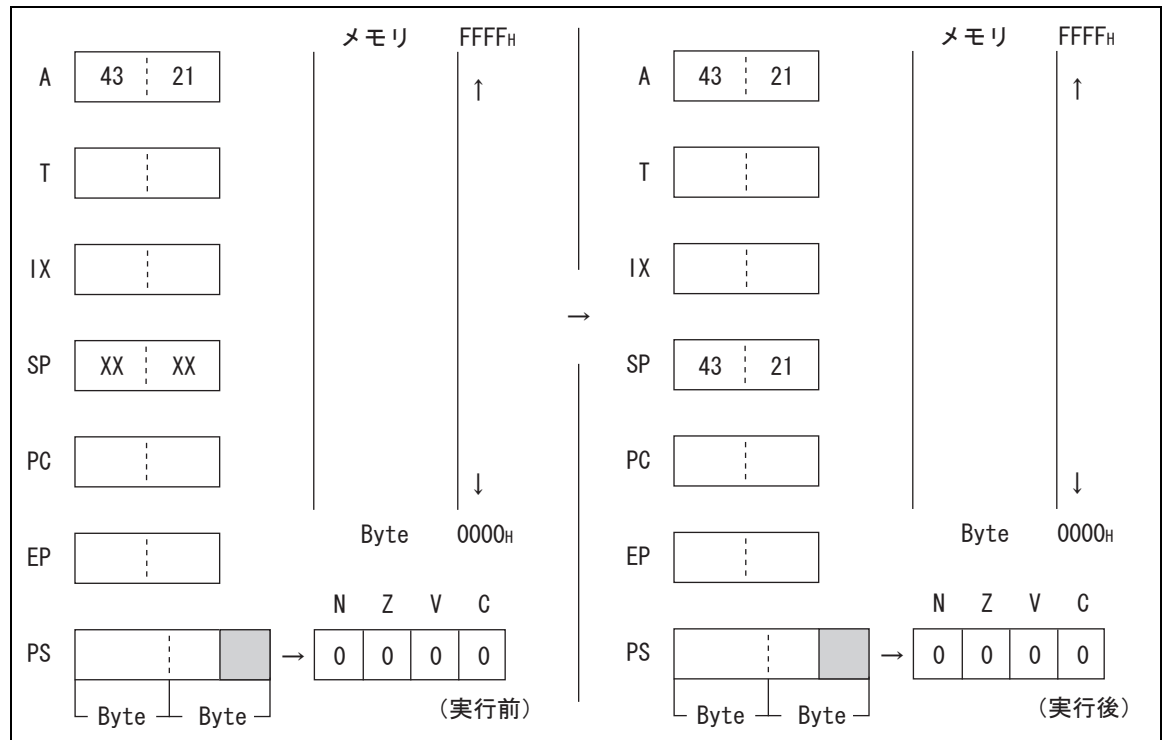 メモリ FFFFH
A 43 21 ↑
T
IX
SP XX XX
PC
↓
Byte 0000H
EP
N Z V C
PS → 0 0 0 0
Byte Byte (実行前)
→
メモリ FFFFH
A 43 21 ↑
T
IX
SP 43 21
PC
↓
Byte 0000H
EP
N Z V C
PS → 0 0 0 0
Byte Byte (実行後)